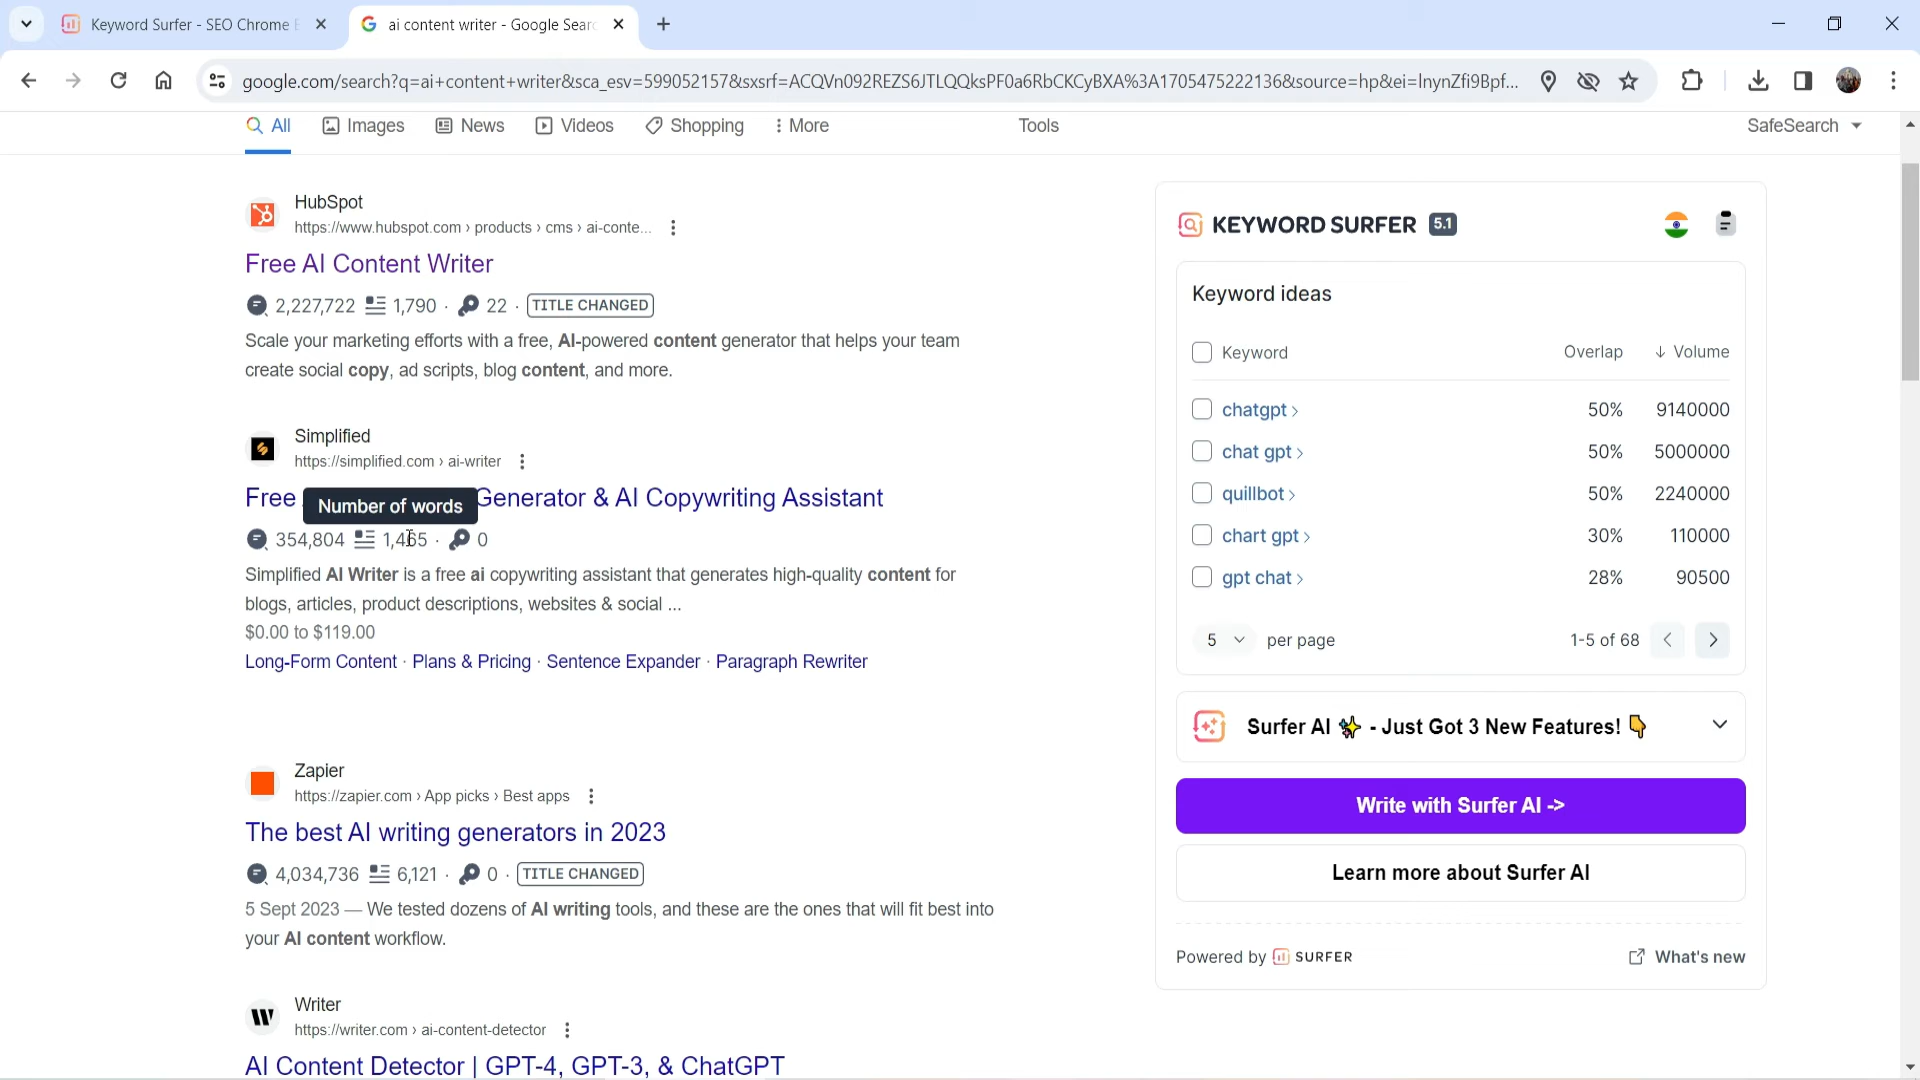 Keyword Surfer - SEO Chrome E
ai content writer - Google Sear
google.com/search?q=ai+content+writer&sca_esv=599052157&sxsrf=ACQVn092REZS6JTLQQksPF0a6RbCKCyBXA%3A1705475222136&source=hp&ei=lnynZfi9Bpf...
All
Images
News
Videos
Shopping
More
Tools
SafeSearch
HubSpot
https://www.hubspot.com › products › cms › ai-conte...
Free AI Content Writer
2,227,722 1,790 · 22 · TITLE CHANGED
Scale your marketing efforts with a free, AI-powered content generator that helps your team
create social copy, ad scripts, blog content, and more.
Simplified
https://simplified.com › ai-writer
Free Generator & AI Copywriting Assistant
Number of words
354,804 1,465 · 0
Simplified AI Writer is a free ai copywriting assistant that generates high-quality content for
blogs, articles, product descriptions, websites & social ...
$0.00 to $119.00
Long-Form Content · Plans & Pricing · Sentence Expander · Paragraph Rewriter
Zapier
https://zapier.com › App picks › Best apps
The best AI writing generators in 2023
4,034,736 6,121 · 0 · TITLE CHANGED
5 Sept 2023 — We tested dozens of AI writing tools, and these are the ones that will fit best into
your AI content workflow.
Writer
https://writer.com › ai-content-detector
AI Content Detector | GPT-4, GPT-3, & ChatGPT
KEYWORD SURFER 5.1
Keyword ideas
Keyword Overlap ↓ Volume
chatgpt › 50% 9140000
chat gpt › 50% 5000000
quillbot › 50% 2240000
chart gpt › 30% 110000
gpt chat › 28% 90500
5 per page 1-5 of 68
Surfer AI ✨ - Just Got 3 New Features! 👇
Write with Surfer AI ->
Learn more about Surfer AI
Powered by SURFER
What's new